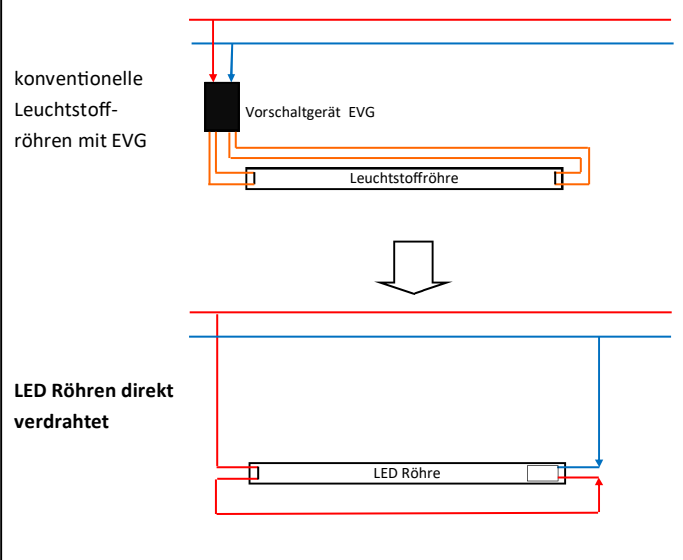 konventionelle
Leuchtstoff-
röhren mit EVG
Vorschaltgerät EVG
Leuchtstoffröhre
LED Röhren direkt
verdrahtet
LED Röhre